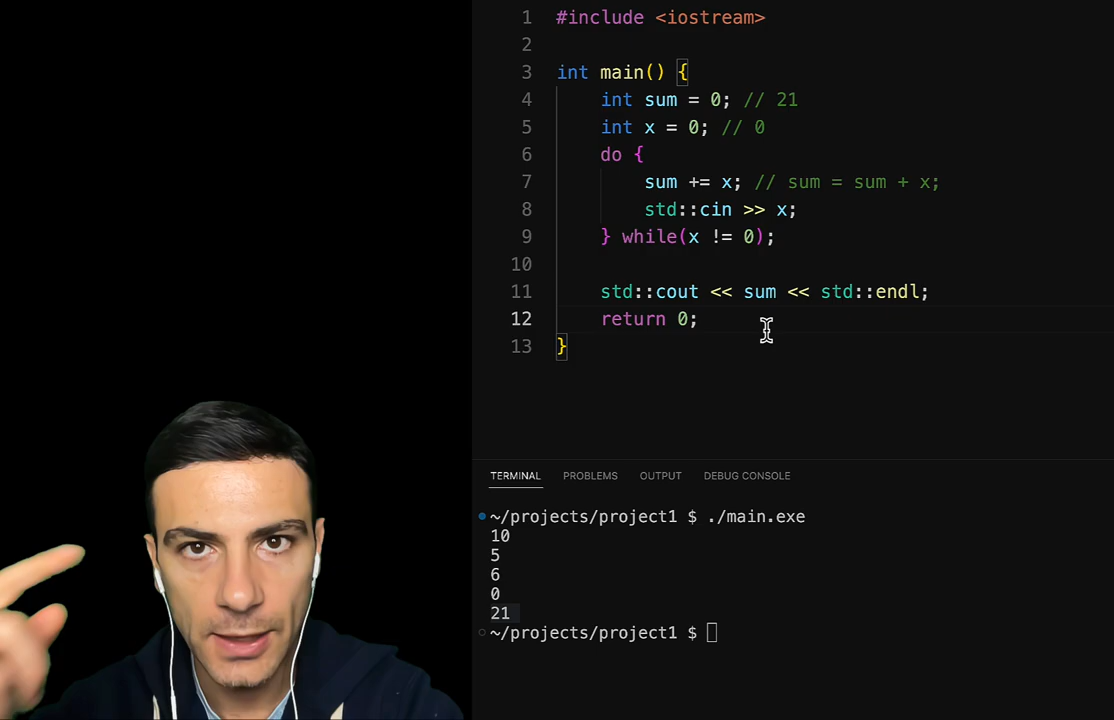 1 #include <iostream>
2
3 int main() {
4 int sum = 0; // 21
5 int x = 0; // 0
6 do {
7 sum += x; // sum = sum + x;
8 std::cin >> x;
9 } while(x != 0);
10
11 std::cout << sum << std::endl;
12 return 0;
13 }
TERMINAL PROBLEMS OUTPUT DEBUG CONSOLE
~/projects/project1 $ ./main.exe
10
5
6
0
21
~/projects/project1 $